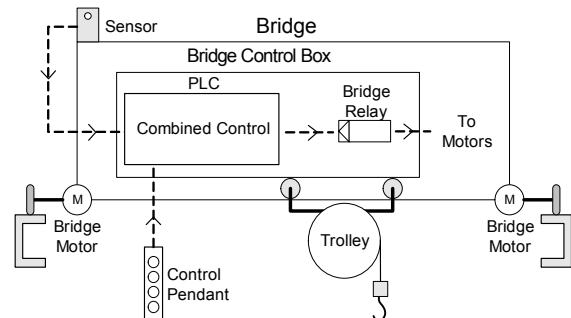 Sensor
Bridge
Bridge Control Box
PLC
Combined Control
Bridge
Relay
To
Motors
M
M
Bridge
Motor
Trolley
Bridge
Motor
Control
Pendant